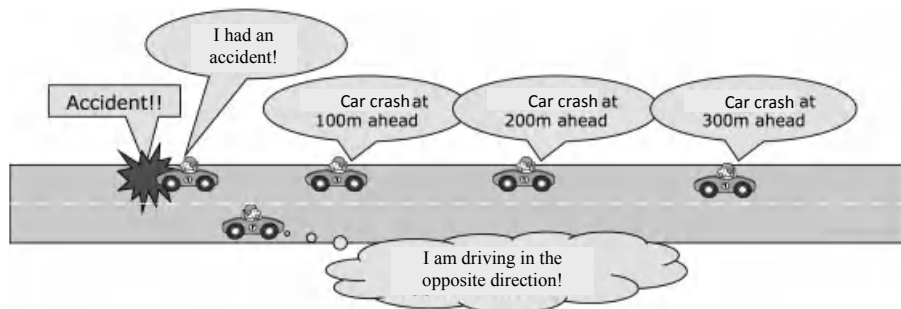 I had an
accident!
Accident!!
Car crash at
100m ahead
Car crash at
200m ahead
Car crash at
300m ahead
I am driving in the
opposite direction!